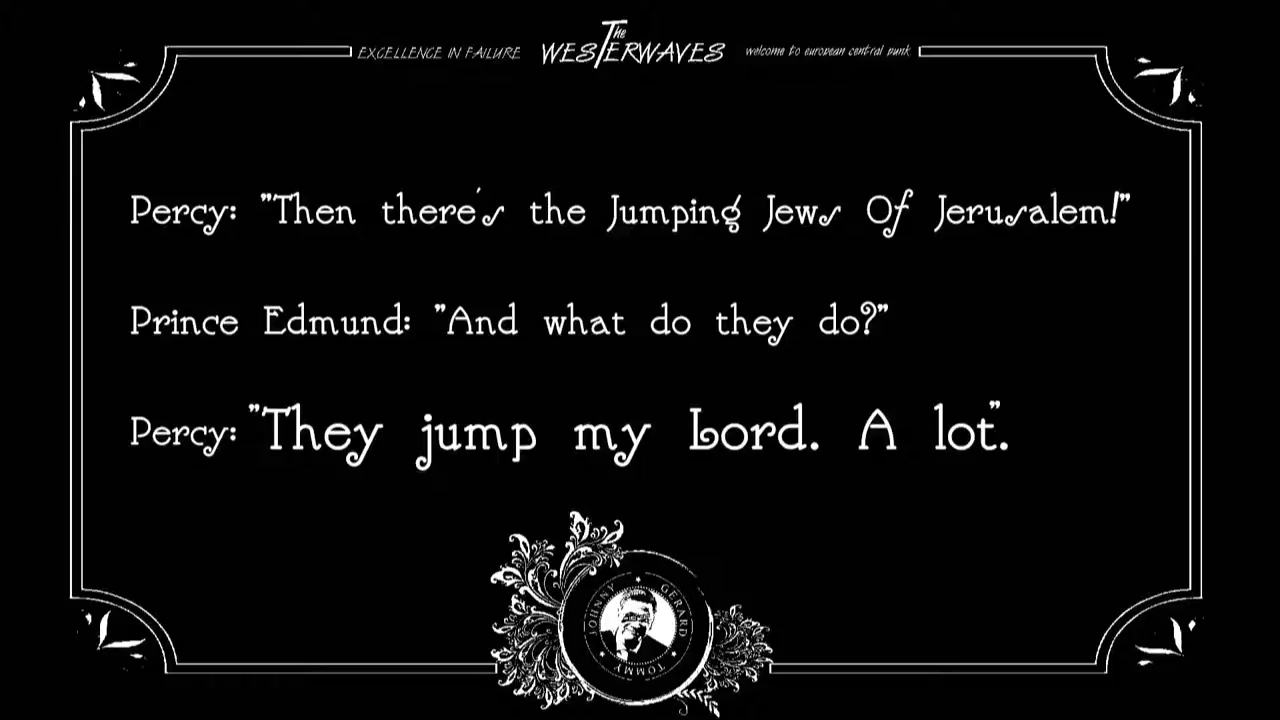 EXCELLENCE IN FAILURE The WESTERWAVES welcome to european central punk
Percy: "Then there's the Jumping Jews Of Jerusalem!"
Prince Edmund: "And what do they do?"
Percy: "They jump my Lord. A lot".
JOHNNY GERARD TOMMY